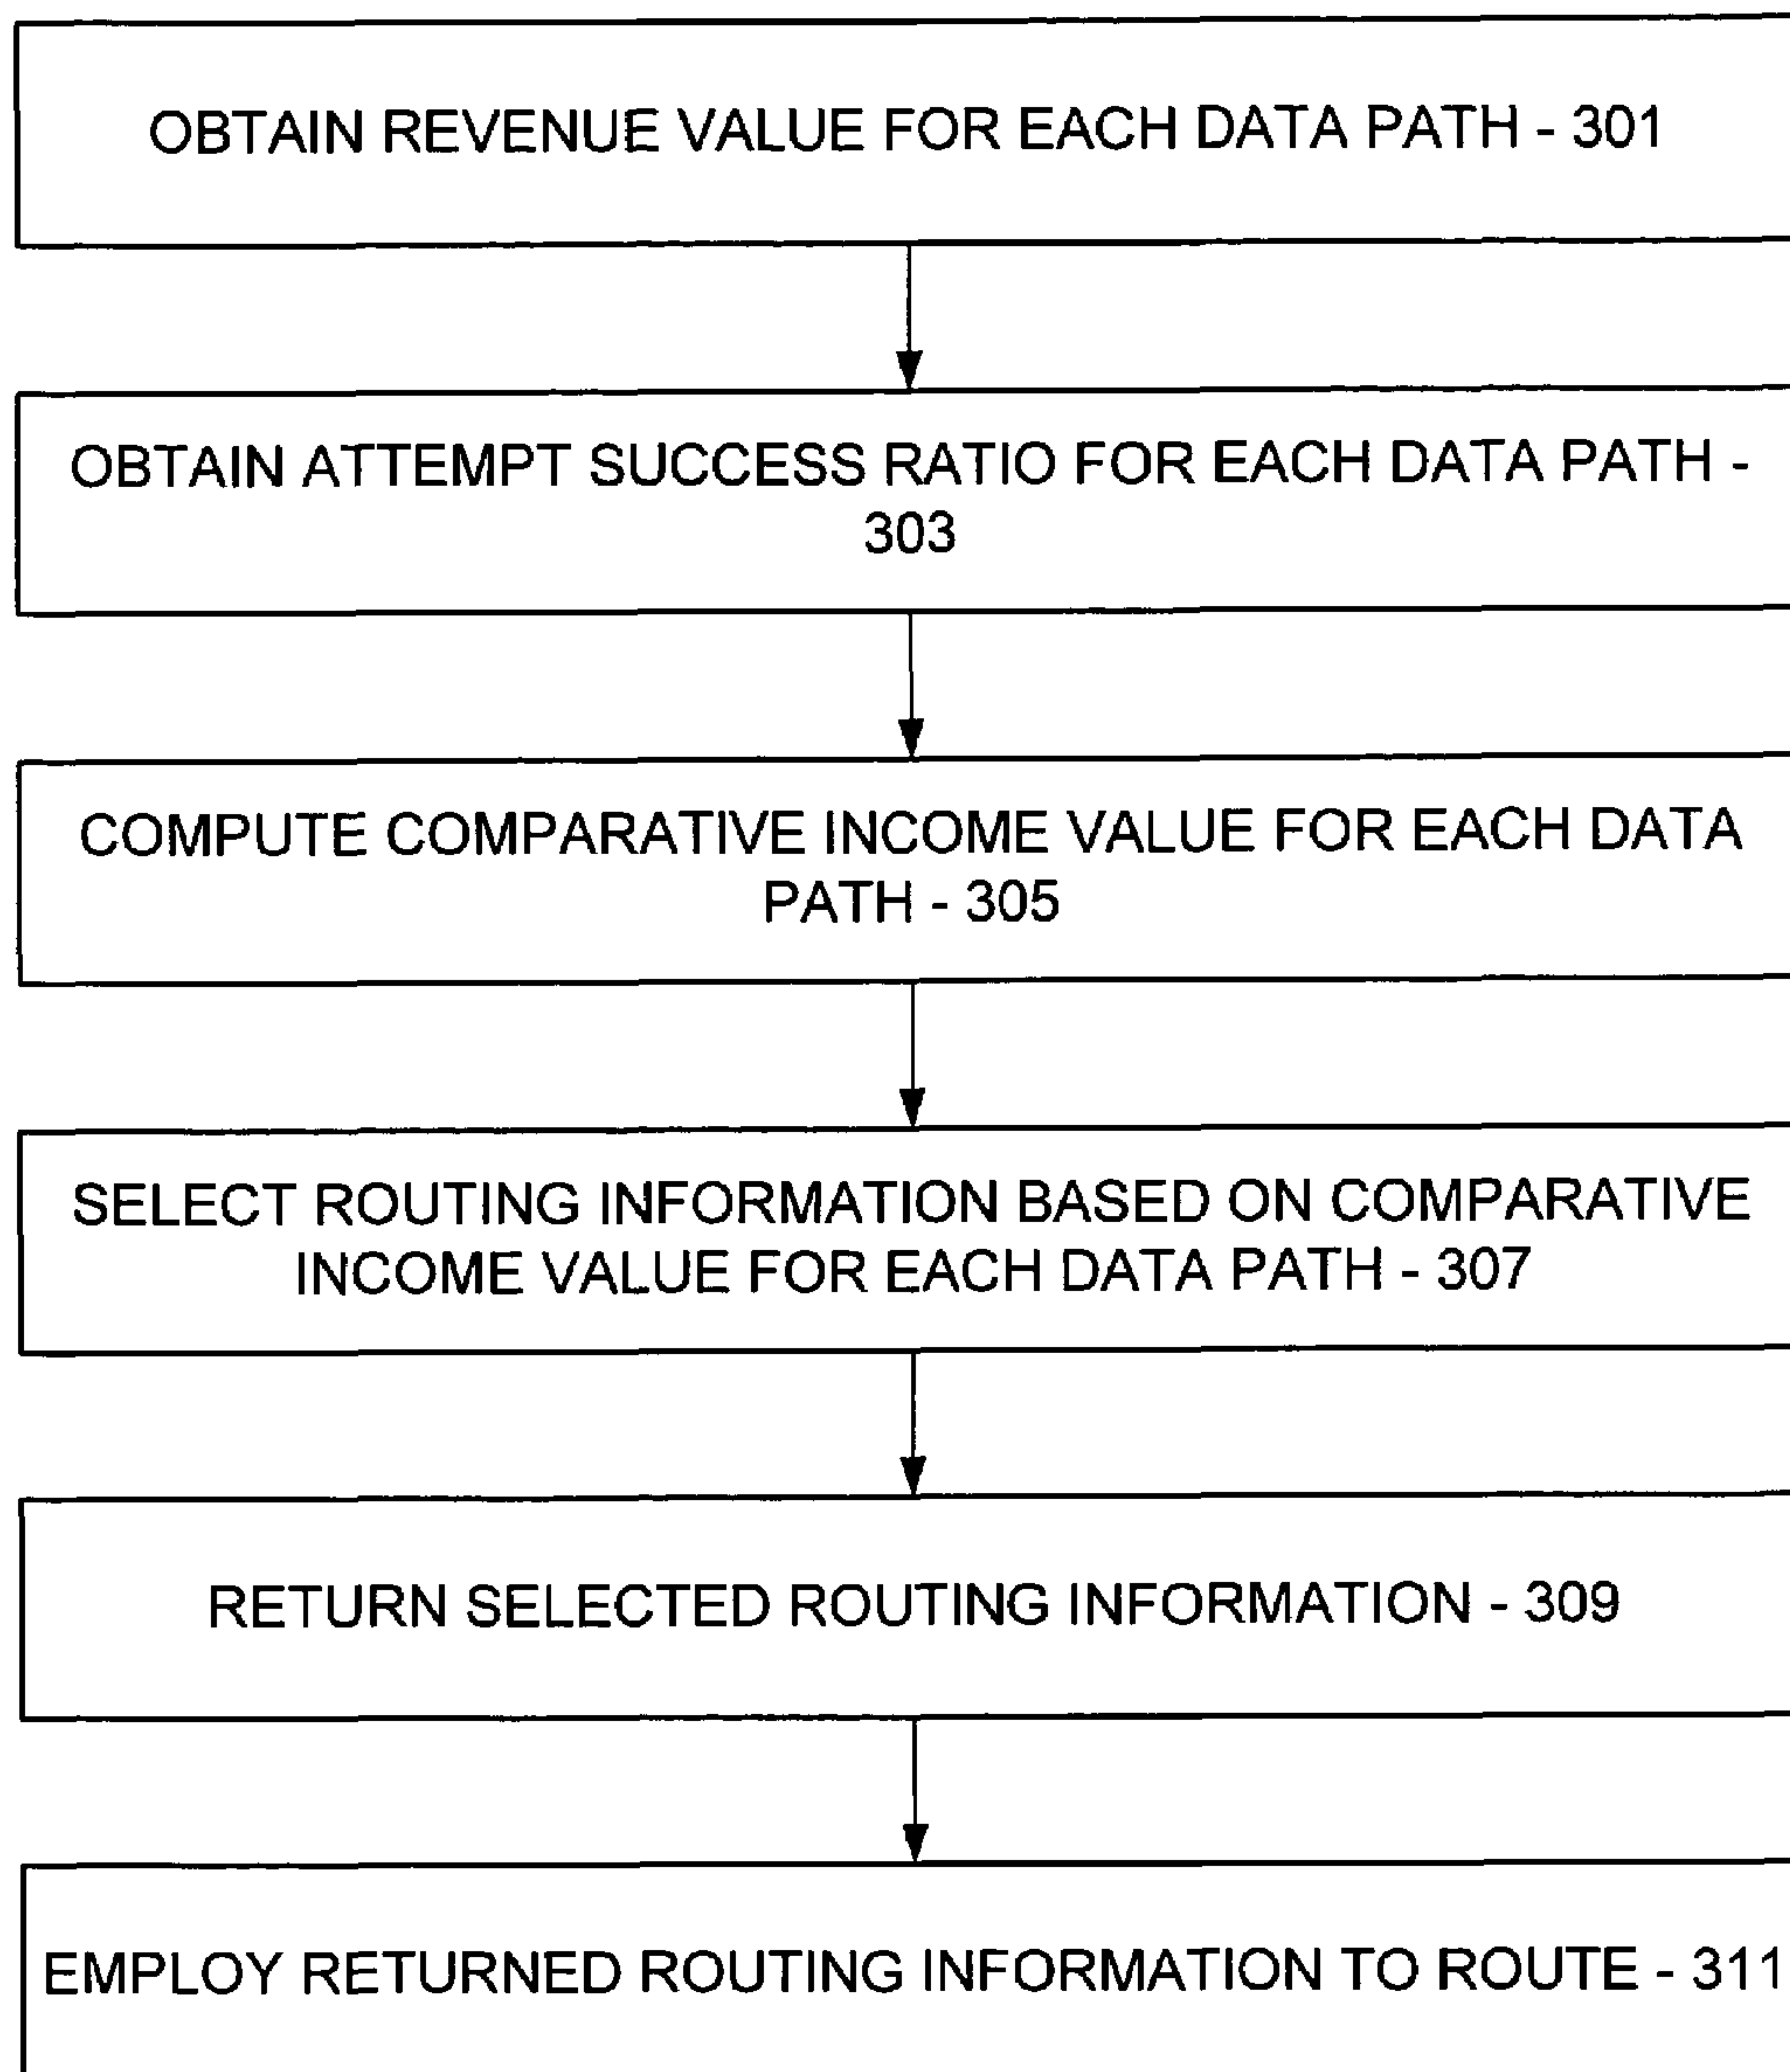 OBTAIN REVENUE VALUE FOR EACH DATA PATH - 301
OBTAIN ATTEMPT SUCCESS RATIO FOR EACH DATA PATH -
303
COMPUTE COMPARATIVE INCOME VALUE FOR EACH DATA
PATH - 305
SELECT ROUTING INFORMATION BASED ON COMPARATIVE
INCOME VALUE FOR EACH DATA PATH - 307
RETURN SELECTED ROUTING INFORMATION - 309
EMPLOY RETURNED ROUTING INFORMATION TO ROUTE - 311